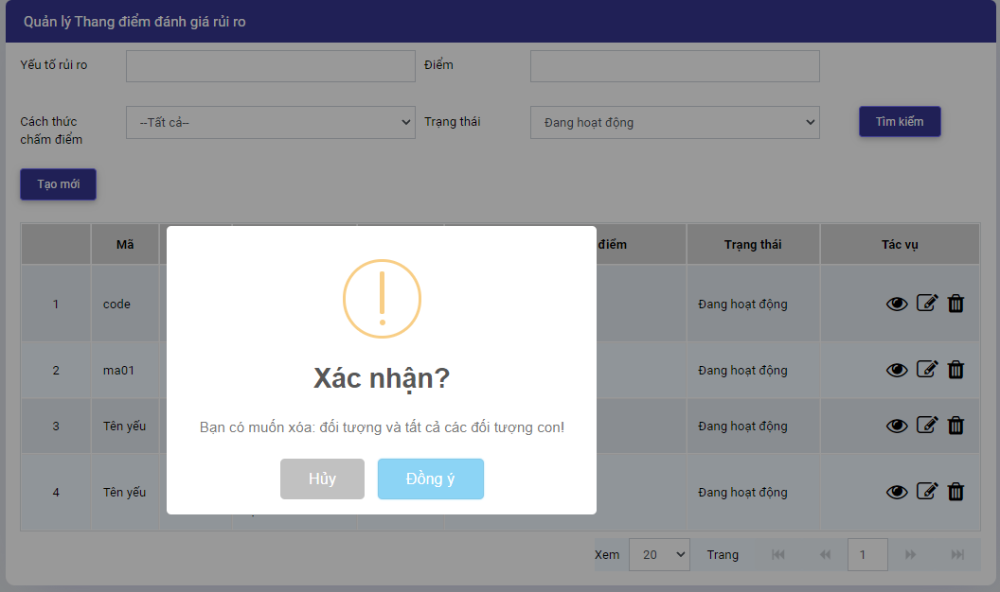 Quản lý Thang điểm đánh giá rủi ro
Yếu tố rủi ro
Điểm
Cách thức
chấm điểm
--Tất cả--
Trạng thái
Đang hoạt động
Tìm kiếm
Tạo mới
Mã
điểm
Trạng thái
Tác vụ
1
code
Đang hoạt động
2
ma01
Đang hoạt động
3
Tên yếu
Đang hoạt động
4
Tên yếu
Đang hoạt động
Xác nhận?
Bạn có muốn xóa: đối tượng và tất cả các đối tượng con!
Hủy
Đồng ý
Xem
20
Trang
1